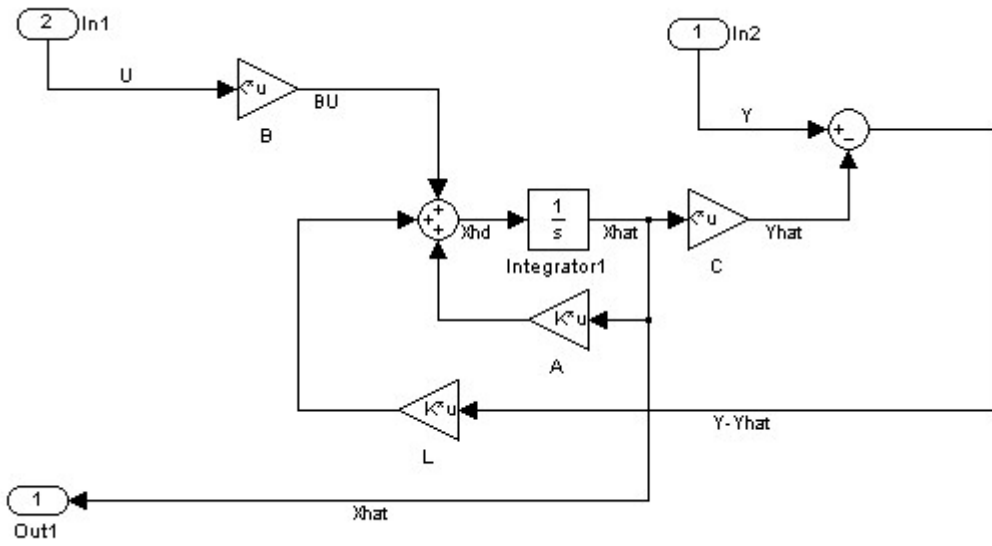 2
In1
1
In2
U
<*u
BU
B
Y
+
−
+
+
+
Xhd
1
s
Integrator1
Xhat
<*u
C
Yhat
K*u
A
K*u
L
Y-Yhat
1
Out1
Xhat